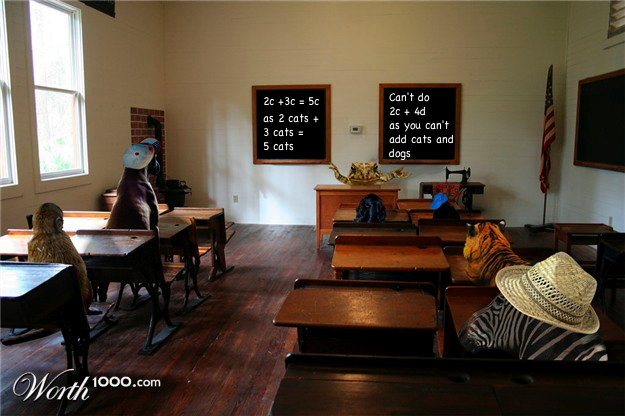 2c +3c = 5c
as 2 cats +
3 cats =
5 cats
Can't do
2c + 4d
as you can't
add cats and
dogs
Worth1000.com